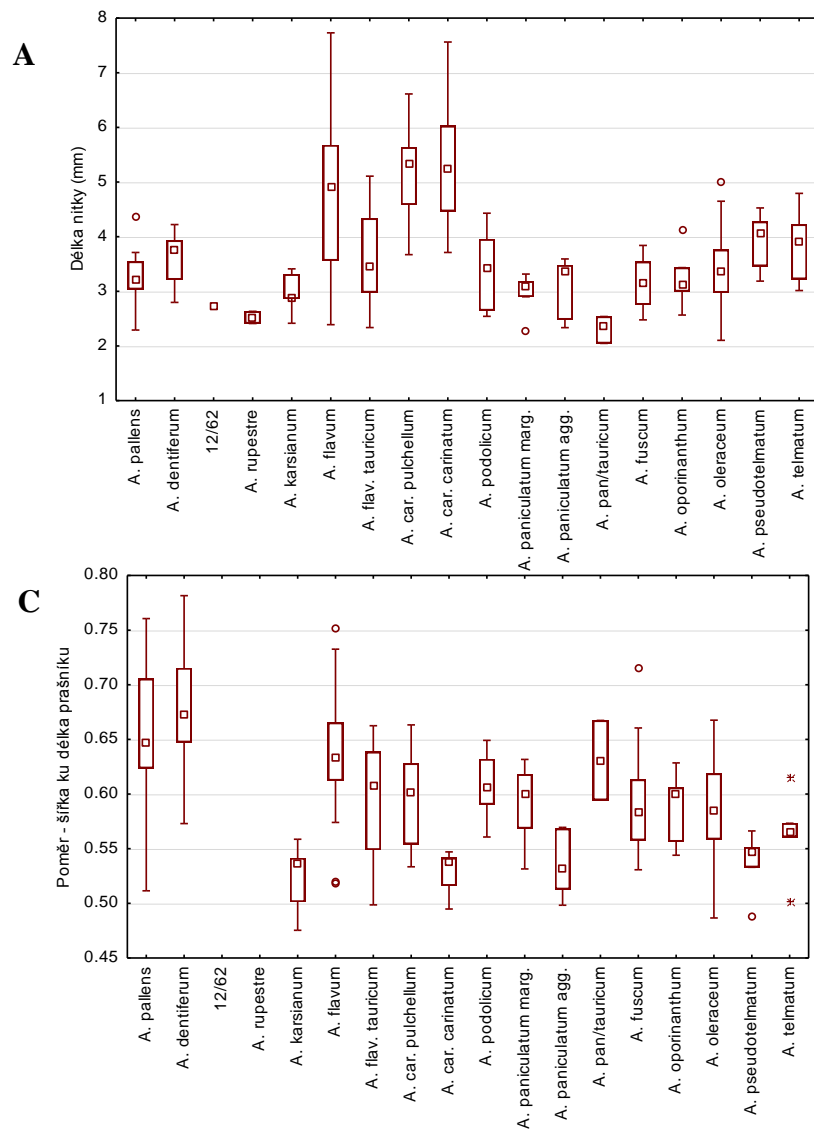 A
Délka nitky (mm)
8
7
6
5
4
3
2
1
A. pallens
A. dentiferum
12/62
A. rupestre
A. karsianum
A. flavum
A. flav. tauricum
A. car. pulchellum
A. car. carinatum
A. podolicum
A. paniculatum marg.
A. paniculatum agg.
A. pan/tauricum
A. fuscum
A. oporinanthum
A. oleraceum
A. pseudotelmatum
A. telmatum
C
Poměr - šířka ku délka prašníku
0.80
0.75
0.70
0.65
0.60
0.55
0.50
0.45
A. pallens
A. dentiferum
12/62
A. rupestre
A. karsianum
A. flavum
A. flav. tauricum
A. car. pulchellum
A. car. carinatum
A. podolicum
A. paniculatum marg.
A. paniculatum agg.
A. pan/tauricum
A. fuscum
A. oporinanthum
A. oleraceum
A. pseudotelmatum
A. telmatum